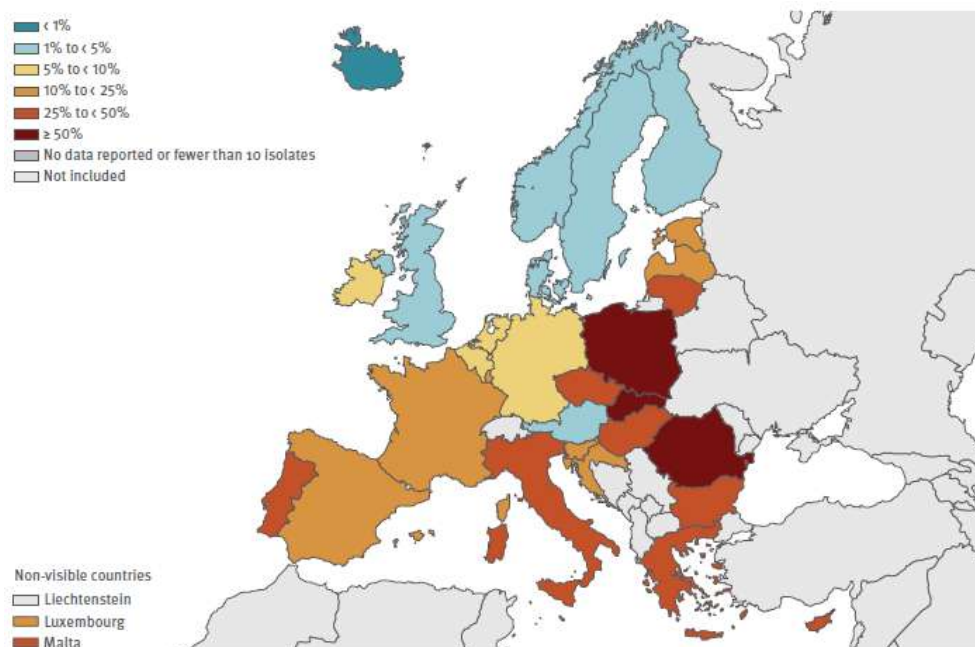 < 1%
1% to < 5%
5% to < 10%
10% to < 25%
25% to < 50%
≥ 50%
No data reported or fewer than 10 isolates
Not included
Non-visible countries
Liechtenstein
Luxembourg
Malta